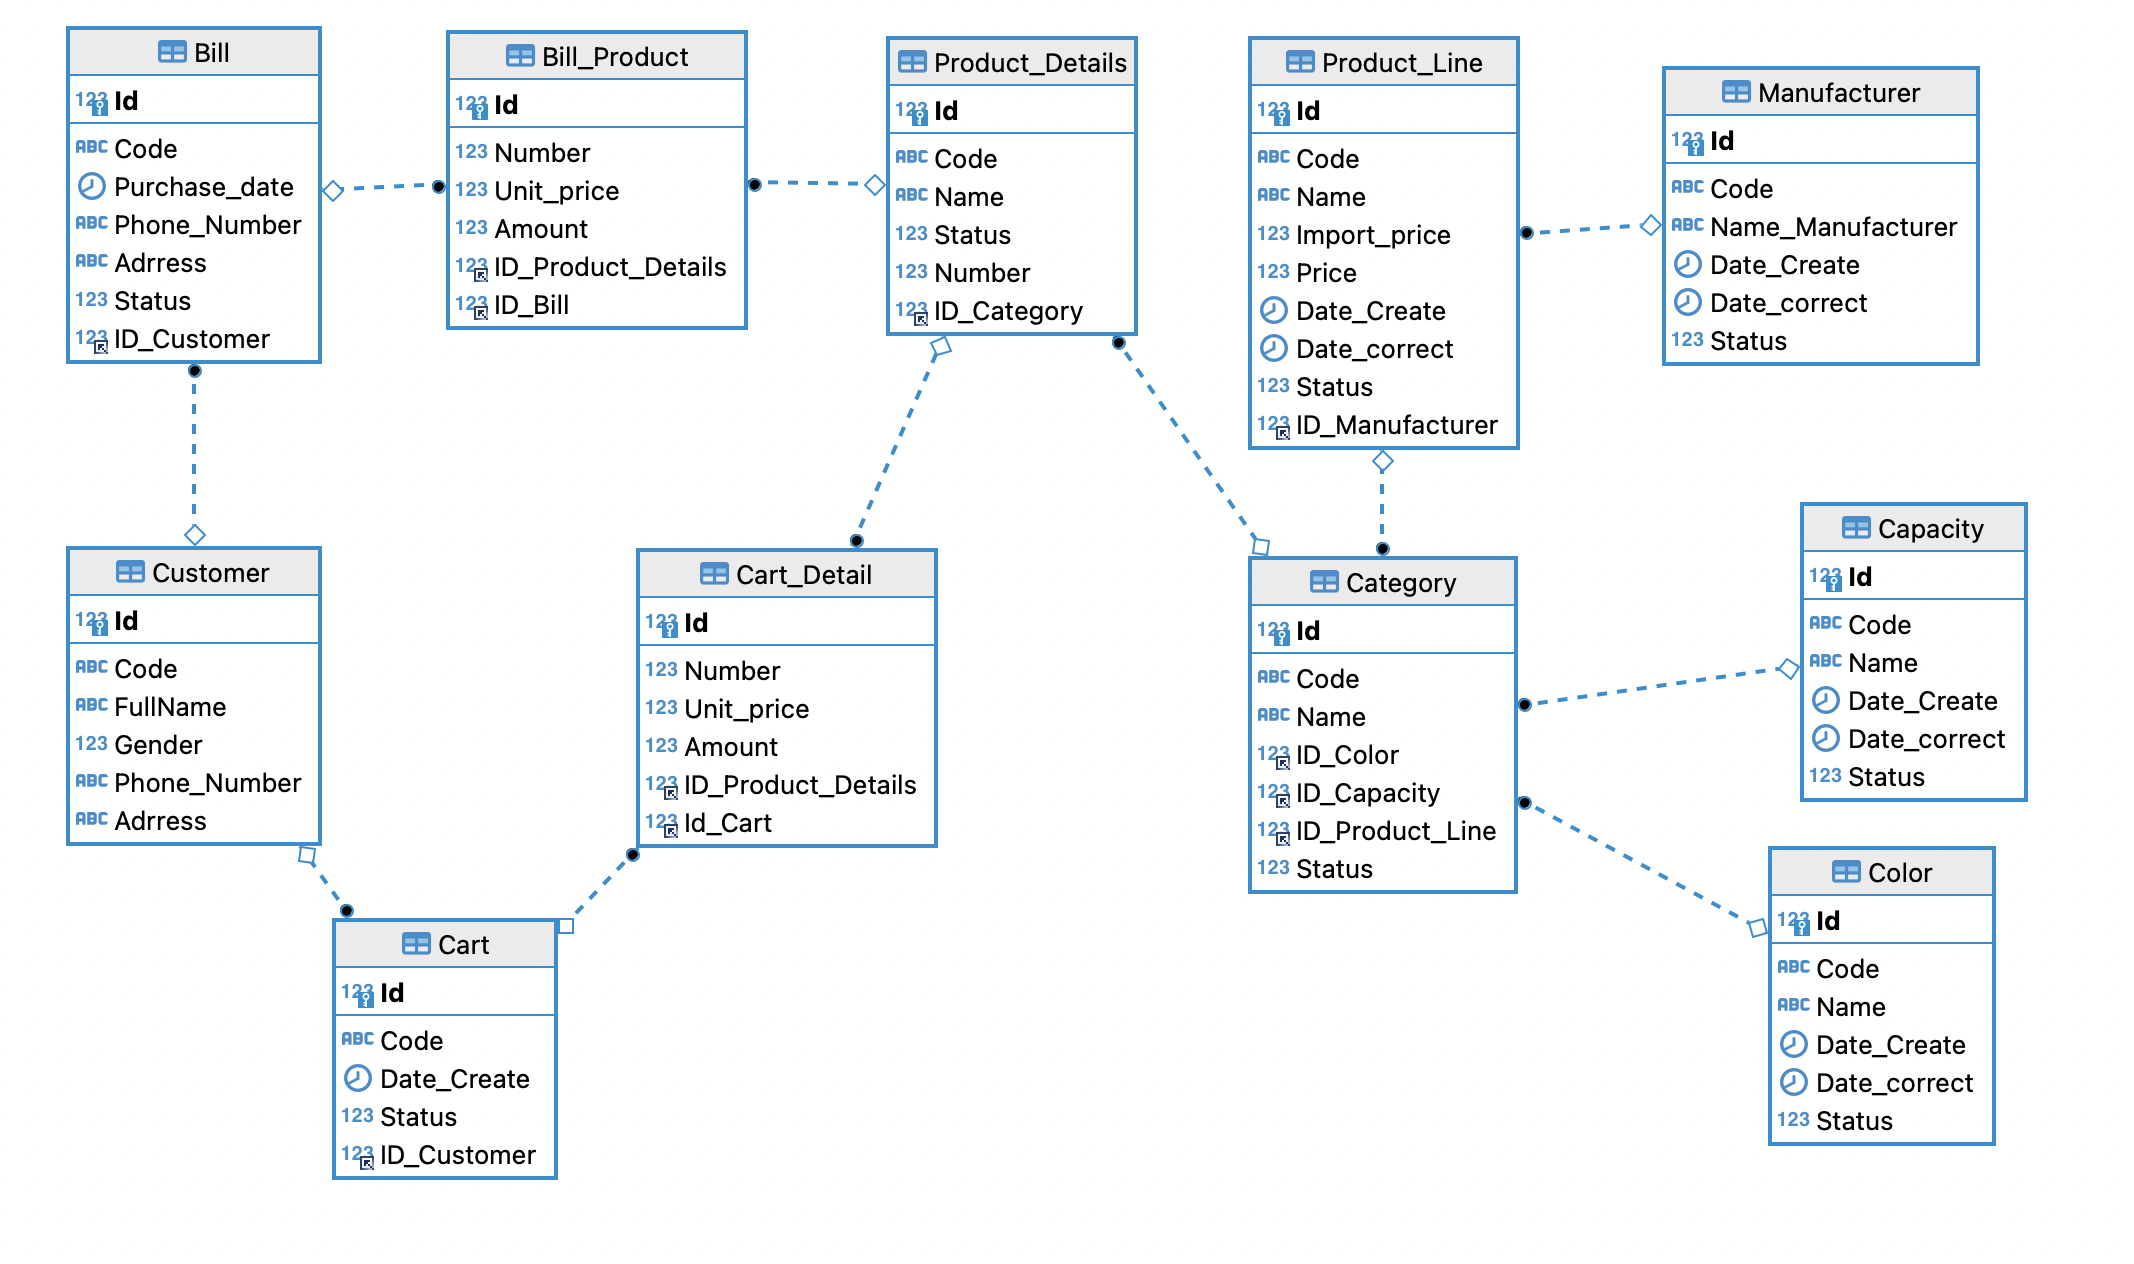 Bill
123 Id
ABC Code
Purchase_date
ABC Phone_Number
ABC Adrress
123 Status
123 ID_Customer
Bill_Product
123 Id
123 Number
123 Unit_price
123 Amount
123 ID_Product_Details
123 ID_Bill
Product_Details
123 Id
ABC Code
ABC Name
123 Status
123 Number
123 ID_Category
Product_Line
123 Id
ABC Code
ABC Name
123 Import_price
123 Price
Date_Create
Date_correct
123 Status
123 ID_Manufacturer
Manufacturer
123 Id
ABC Code
ABC Name_Manufacturer
Date_Create
Date_correct
123 Status
Customer
123 Id
ABC Code
ABC FullName
123 Gender
ABC Phone_Number
ABC Adrress
Cart_Detail
123 Id
123 Number
123 Unit_price
123 Amount
123 ID_Product_Details
123 Id_Cart
Category
123 Id
ABC Code
ABC Name
123 ID_Color
123 ID_Capacity
123 ID_Product_Line
123 Status
Capacity
123 Id
ABC Code
ABC Name
Date_Create
Date_correct
123 Status
Cart
123 Id
ABC Code
Date_Create
123 Status
123 ID_Customer
Color
123 Id
ABC Code
ABC Name
Date_Create
Date_correct
123 Status